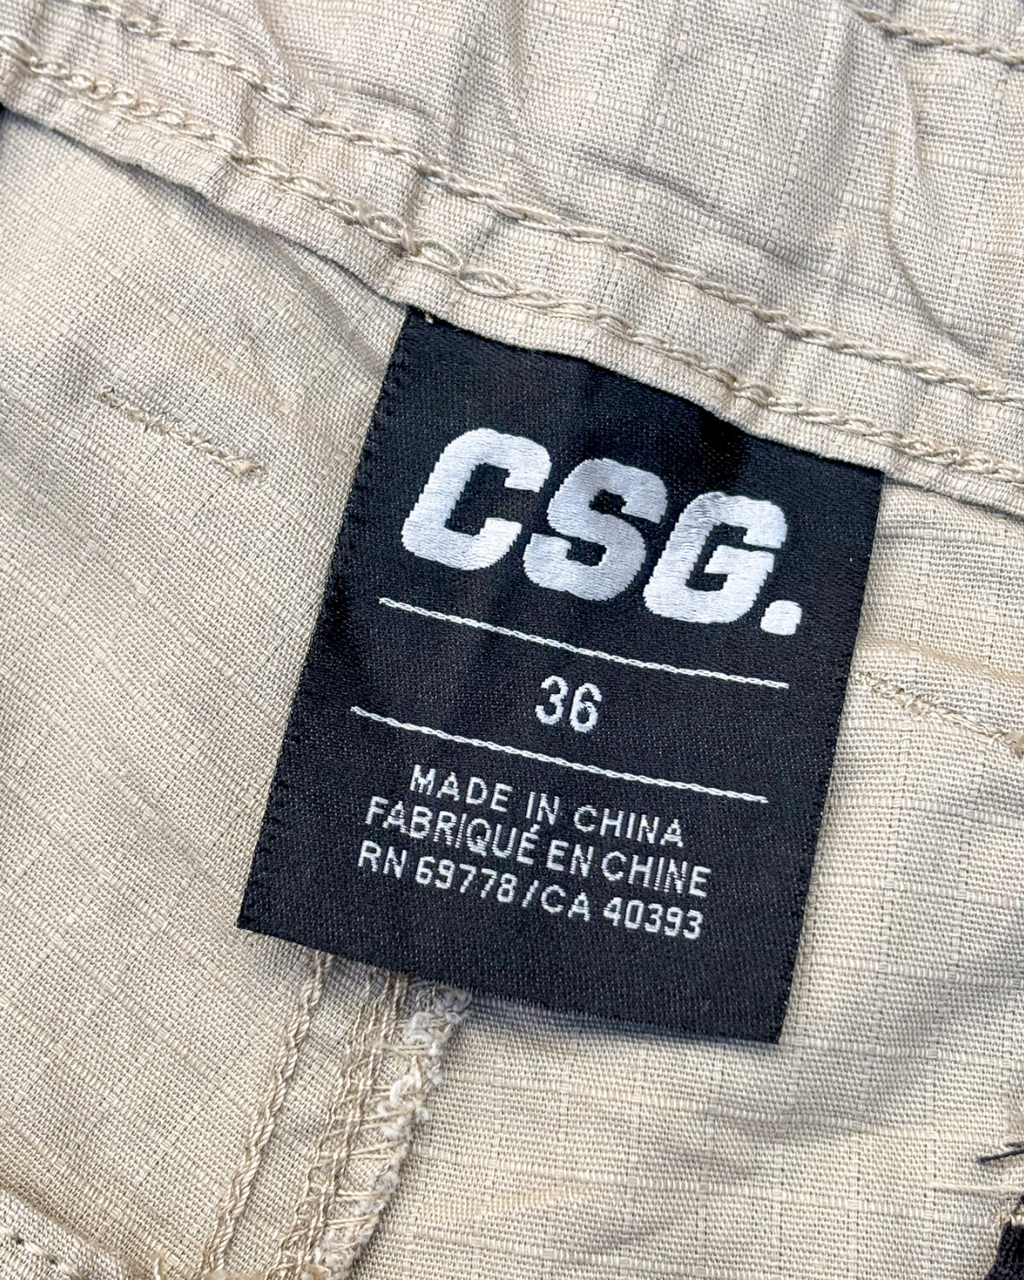 CSG.
36
MADE IN CHINA
FABRIQUÉ EN CHINE
RN 69778/CA 40393